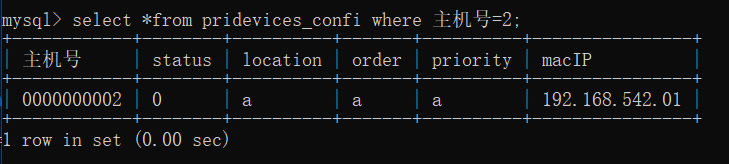 mysql> select *from pridevices_confi where 主机号=2;
+------------+--------+----------+-------+----------+----------------+
| 主机号 | status | location | order | priority | macIP |
+------------+--------+----------+-------+----------+----------------+
| 0000000002 | 0 | a | a | a | 192.168.542.01 |
+------------+--------+----------+-------+----------+----------------+
1 row in set (0.00 sec)